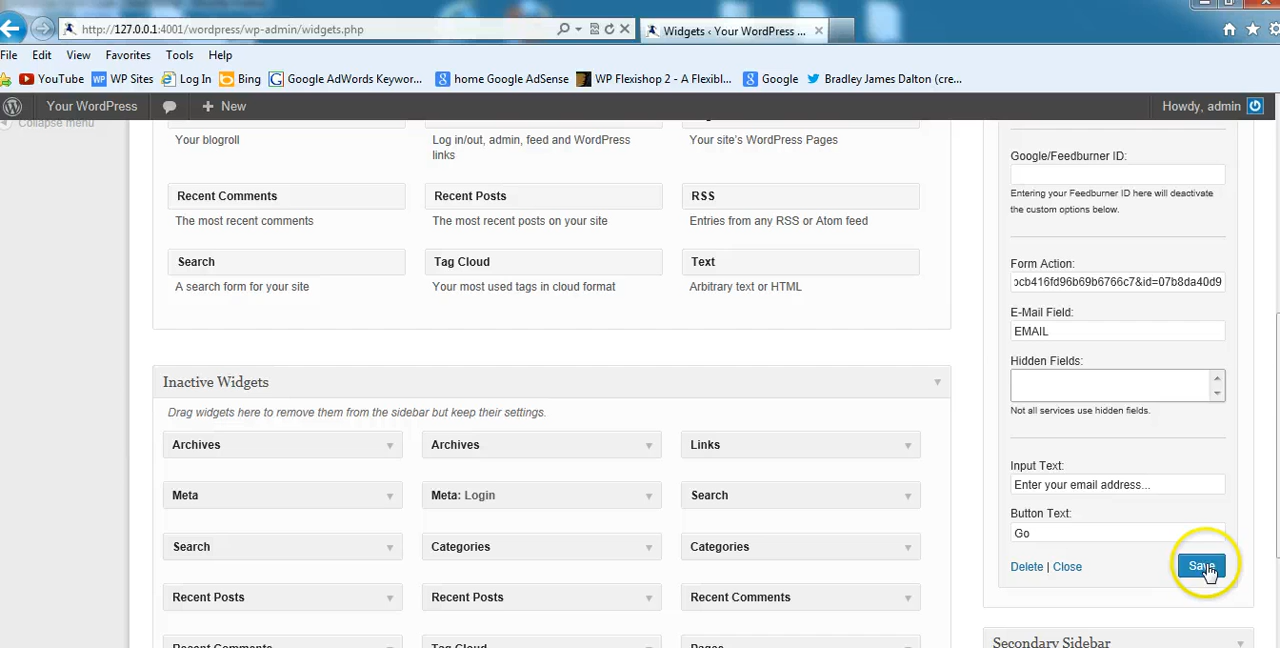 http://127.0.0.1:4001/wordpress/wp-admin/widgets.php
Widgets ‹ Your WordPress ...
File Edit View Favorites Tools Help
YouTube WP Sites Log In Bing Google AdWords Keywor... home Google AdSense WP Flexishop 2 - A Flexibl... Google Bradley James Dalton (cre...
Your WordPress New Howdy, admin
Collapse menu
Your blogroll
Log in/out, admin, feed and WordPress
links
Your site's WordPress Pages
Recent Comments
The most recent comments
Recent Posts
The most recent posts on your site
RSS
Entries from any RSS or Atom feed
Search
A search form for your site
Tag Cloud
Your most used tags in cloud format
Text
Arbitrary text or HTML
Inactive Widgets
Drag widgets here to remove them from the sidebar but keep their settings.
Archives Archives Links
Meta Meta: Login Search
Search Categories Categories
Recent Posts Recent Posts Recent Comments
Recent Comments Tag Cloud Pages
Google/Feedburner ID:
Entering your Feedburner ID here will deactivate
the custom options below.
Form Action:
cb416fd96b69b6766c7&id=07b8da40d9
E-Mail Field:
EMAIL
Hidden Fields:
Not all services use hidden fields.
Input Text:
Enter your email address...
Button Text:
Go
Delete | Close Save
Secondary Sidebar